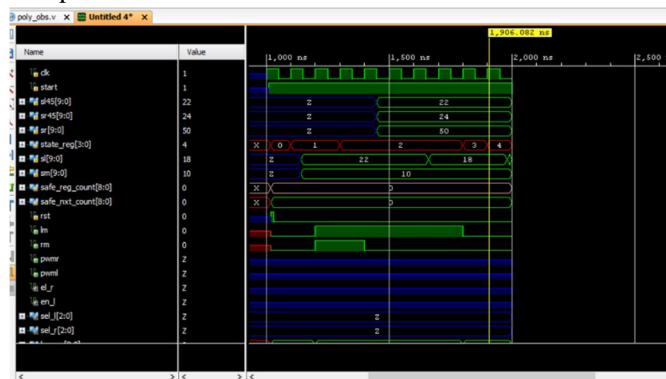 poly_obs.v x Untitled 4* x
1,906.082 ns
Name Value
1,000 ns 1,500 ns 2,000 ns 2,500
clk 1
start 1
sl45[9:0] 22 Z 22
sr45[9:0] 24 Z 24
sr[9:0] 50 Z 50
state_reg[3:0] 4 X 0 1 2 3 4
sl[9:0] 18 Z 22 18
sm[9:0] 10 Z 10
safe_reg_count[8:0] 0 X 0
safe_nxt_count[8:0] 0 X 0
rst 0
lm 0
rm 0
pwmr Z
pwml Z
el_r Z
en_l Z
sel_l[2:0] Z Z
sel_r[2:0] Z Z